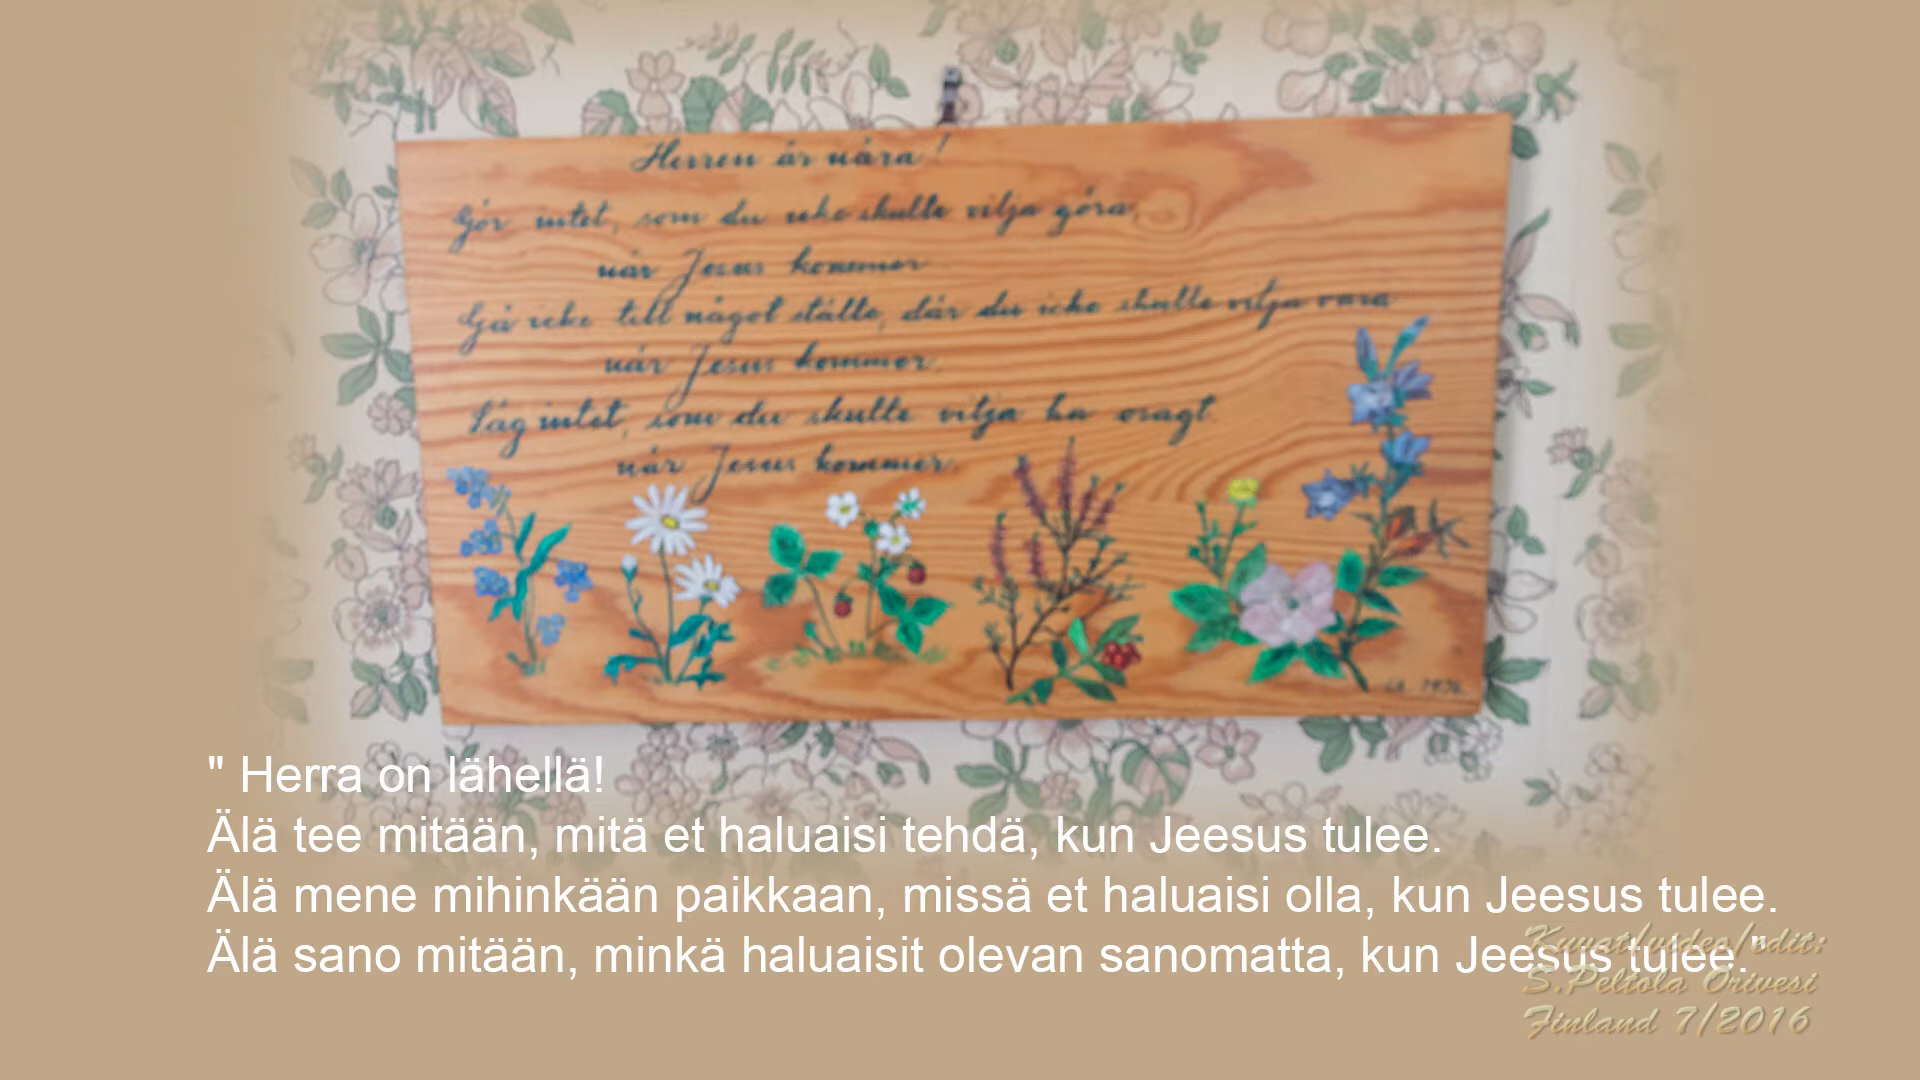 Herren är nära!
Gör intet, som du icke skulle vilja göra,
när Jesus kommer.
Gå icke till något ställe, där du icke skulle vilja vara
när Jesus kommer.
Säg intet, som du skulle vilja ha osagt
när Jesus kommer.
" Herra on lähellä!
Älä tee mitään, mitä et haluaisi tehdä, kun Jeesus tulee.
Älä mene mihinkään paikkaan, missä et haluaisi olla, kun Jeesus tulee.
Älä sano mitään, minkä haluaisit olevan sanomatta, kun Jeesus tulee."
Kuvat/video/edit:
S.Peltola Orivesi
Finland 7/2016